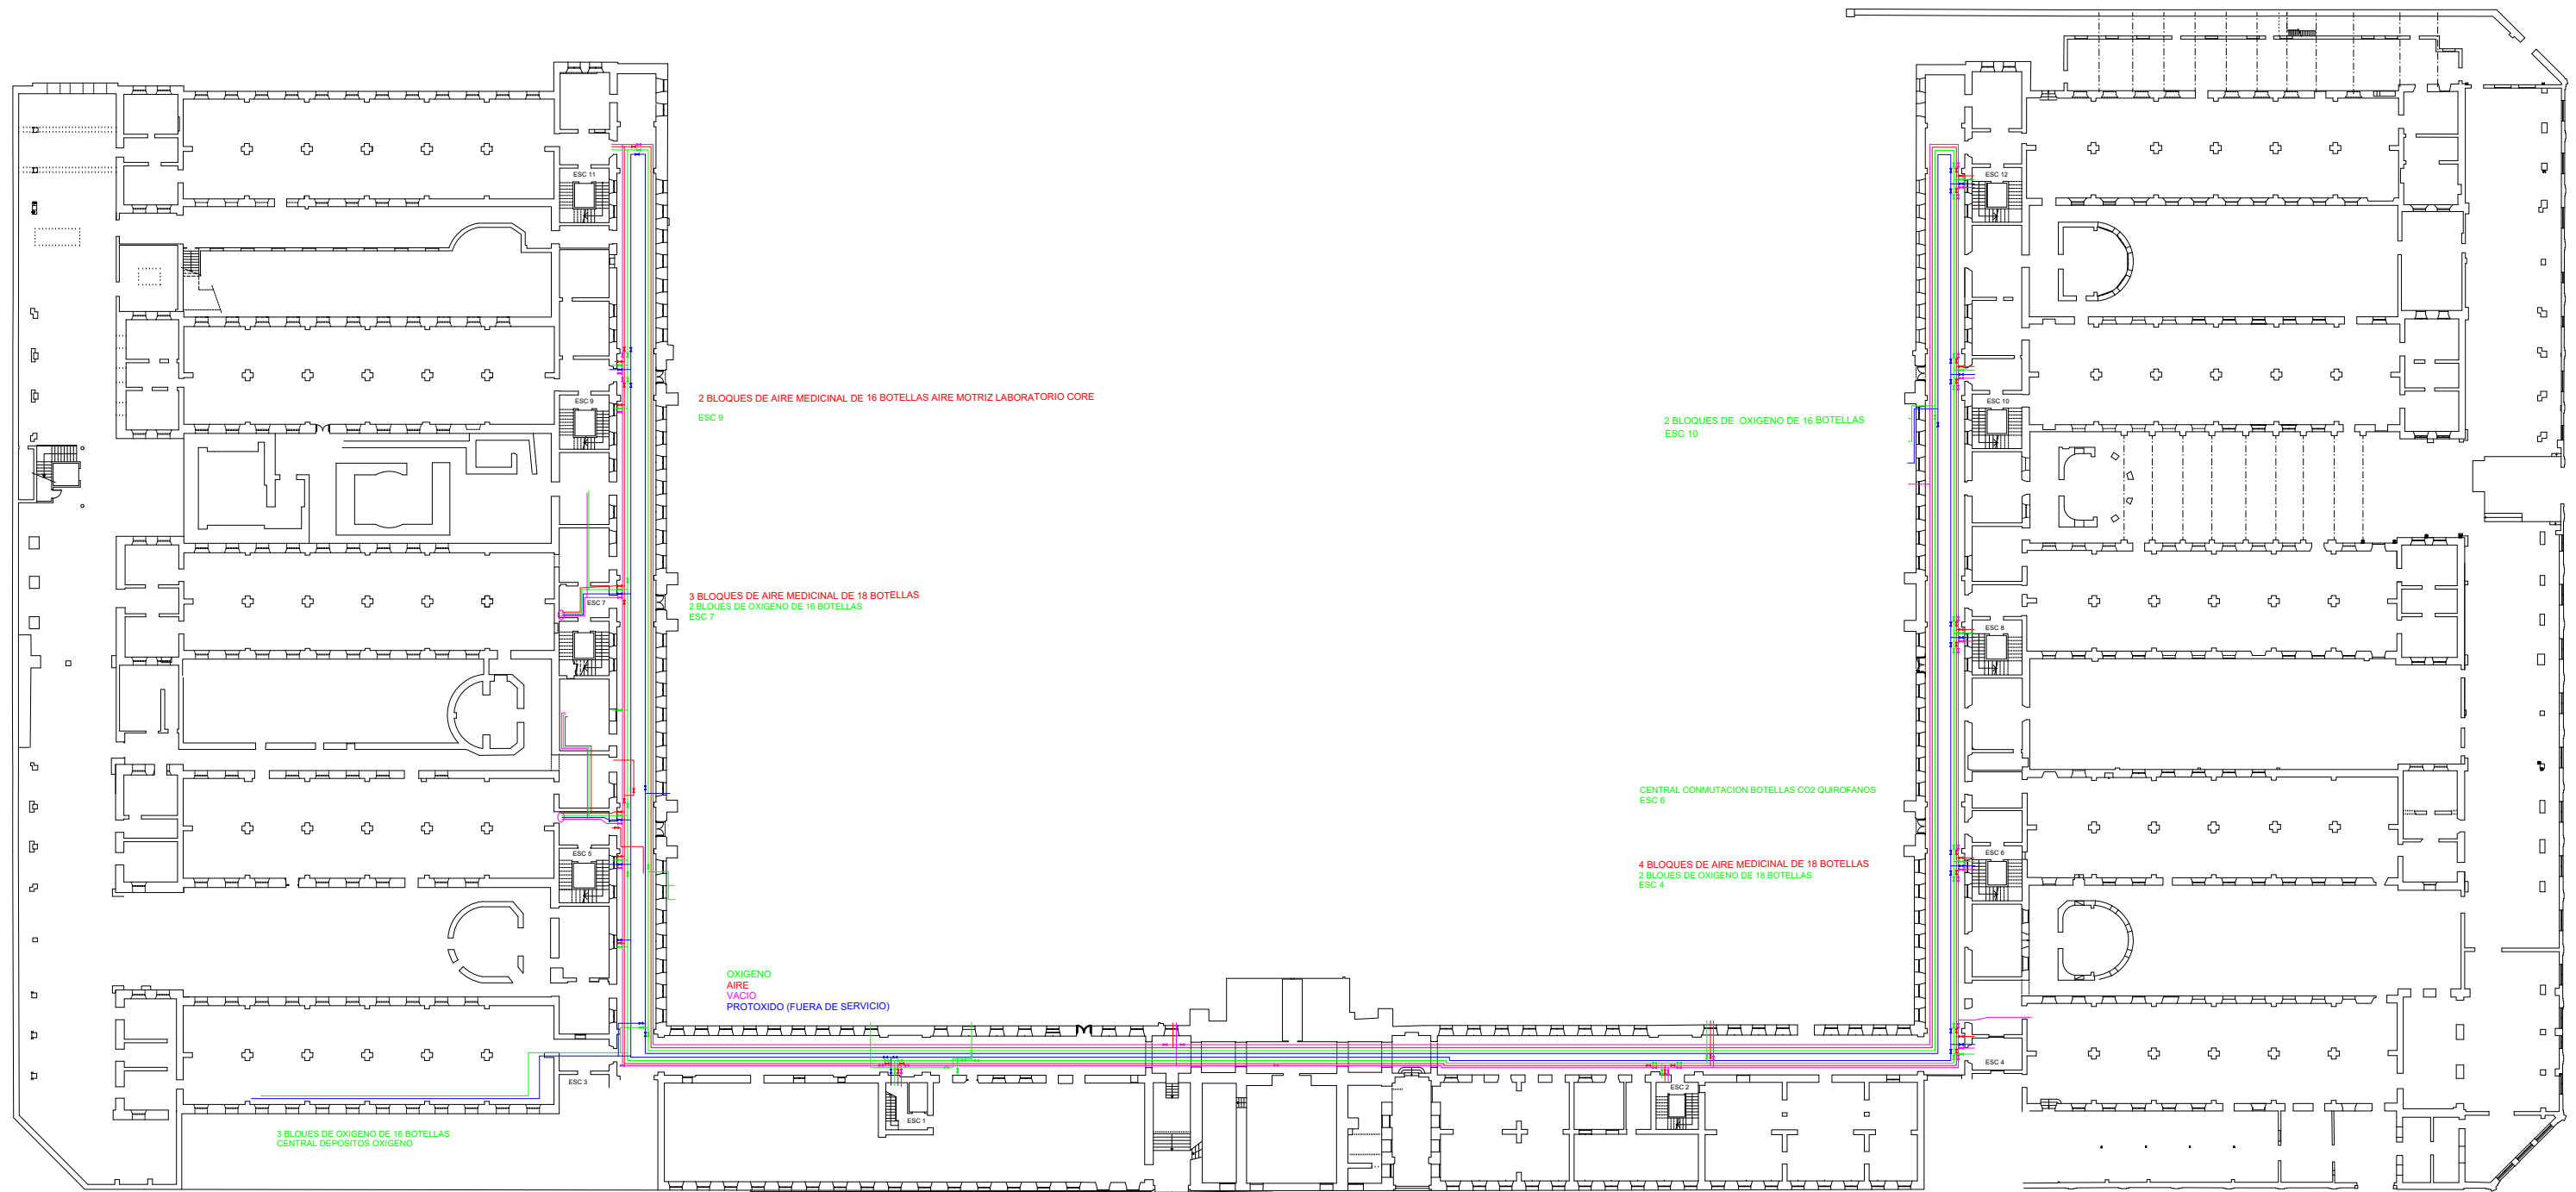 ESC 11
ESC 12
2 BLOQUES DE AIRE MEDICINAL DE 16 BOTELLAS AIRE MOTRIZ LABORATORIO CORE
ESC 9
ESC 9
2 BLOQUES DE OXIGENO DE 16 BOTELLAS
ESC 10
ESC 10
ESC 7
3 BLOQUES DE AIRE MEDICINAL DE 18 BOTELLAS
2 BLOUES DE OXIGENO DE 16 BOTELLAS
ESC 7
ESC 8
CENTRAL CONMUTACION BOTELLAS CO2 QUIROFANOS
ESC 6
ESC 5
4 BLOQUES DE AIRE MEDICINAL DE 18 BOTELLAS
2 BLOUES DE OXIGENO DE 18 BOTELLAS
ESC 4
ESC 6
OXIGENO
AIRE
VACIO
PROTOXIDO (FUERA DE SERVICIO)
ESC 3
ESC 4
ESC 1
ESC 2
3 BLOUES DE OXIGENO DE 16 BOTELLAS
CENTRAL DEPOSITOS OXIGENO